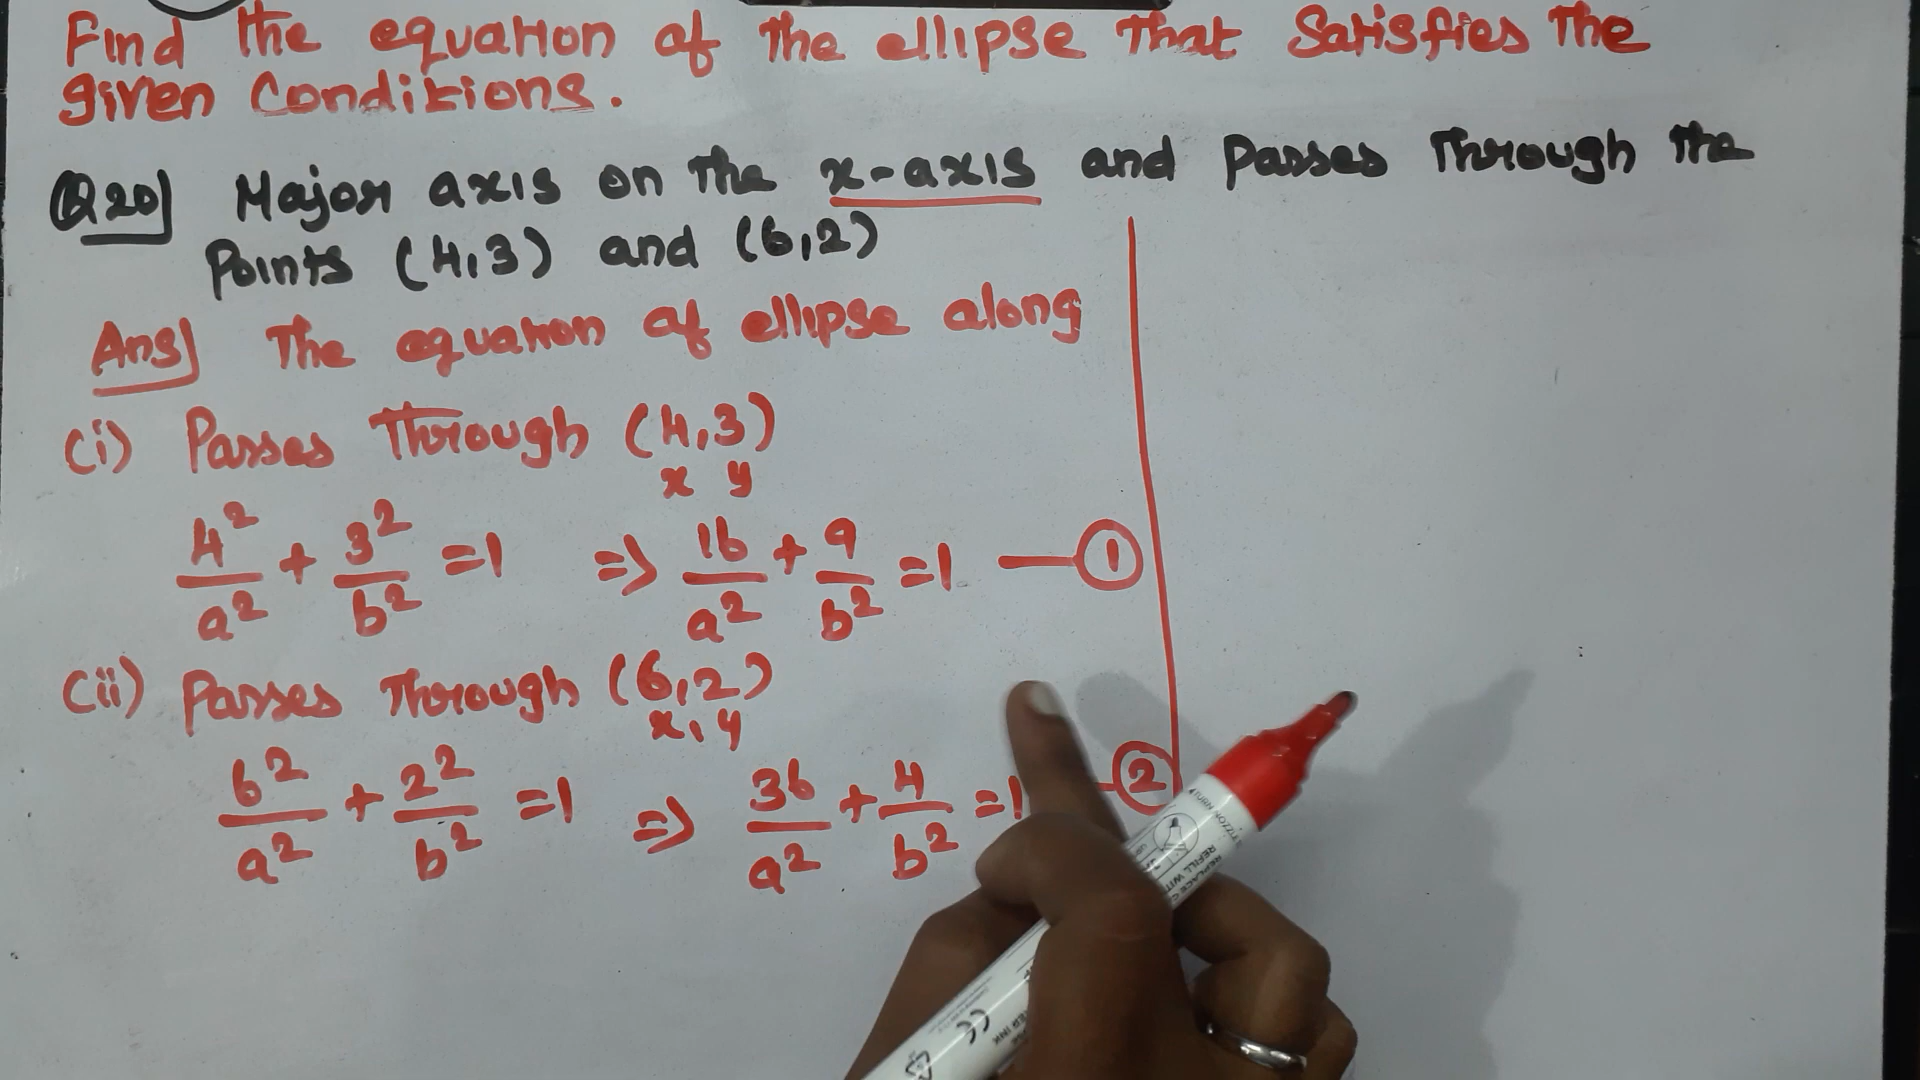 Find the equation of the ellipse that satisfies the
given conditions.
Q20] Major axis on the x-axis and passes through the
points (4,3) and (6,2)
Ans] The equation of ellipse along
(i) Passes Through (4,3)
x y
4²/a² + 3²/b² = 1 => 16/a² + 9/b² = 1 — ①
(ii) Passes Through (6,2)
x, y
6²/a² + 2²/b² = 1 => 36/a² + 4/b² = 1 — ②
REFILL WIT
CE